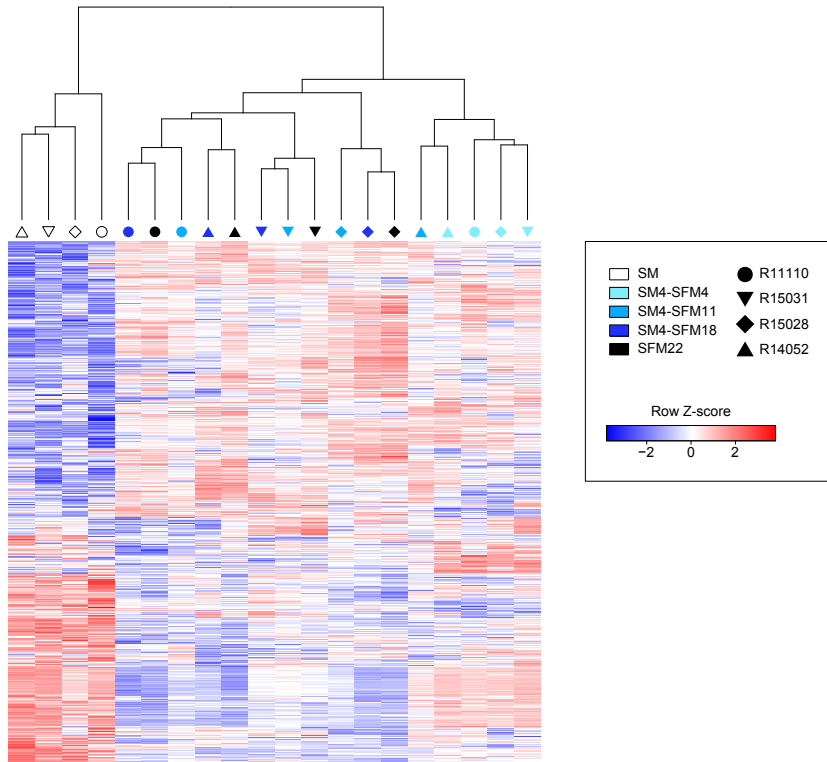 SM
SM4-SFM4
SM4-SFM11
SM4-SFM18
SFM22
R11110
R15031
R15028
R14052
Row Z-score
−2 0 2